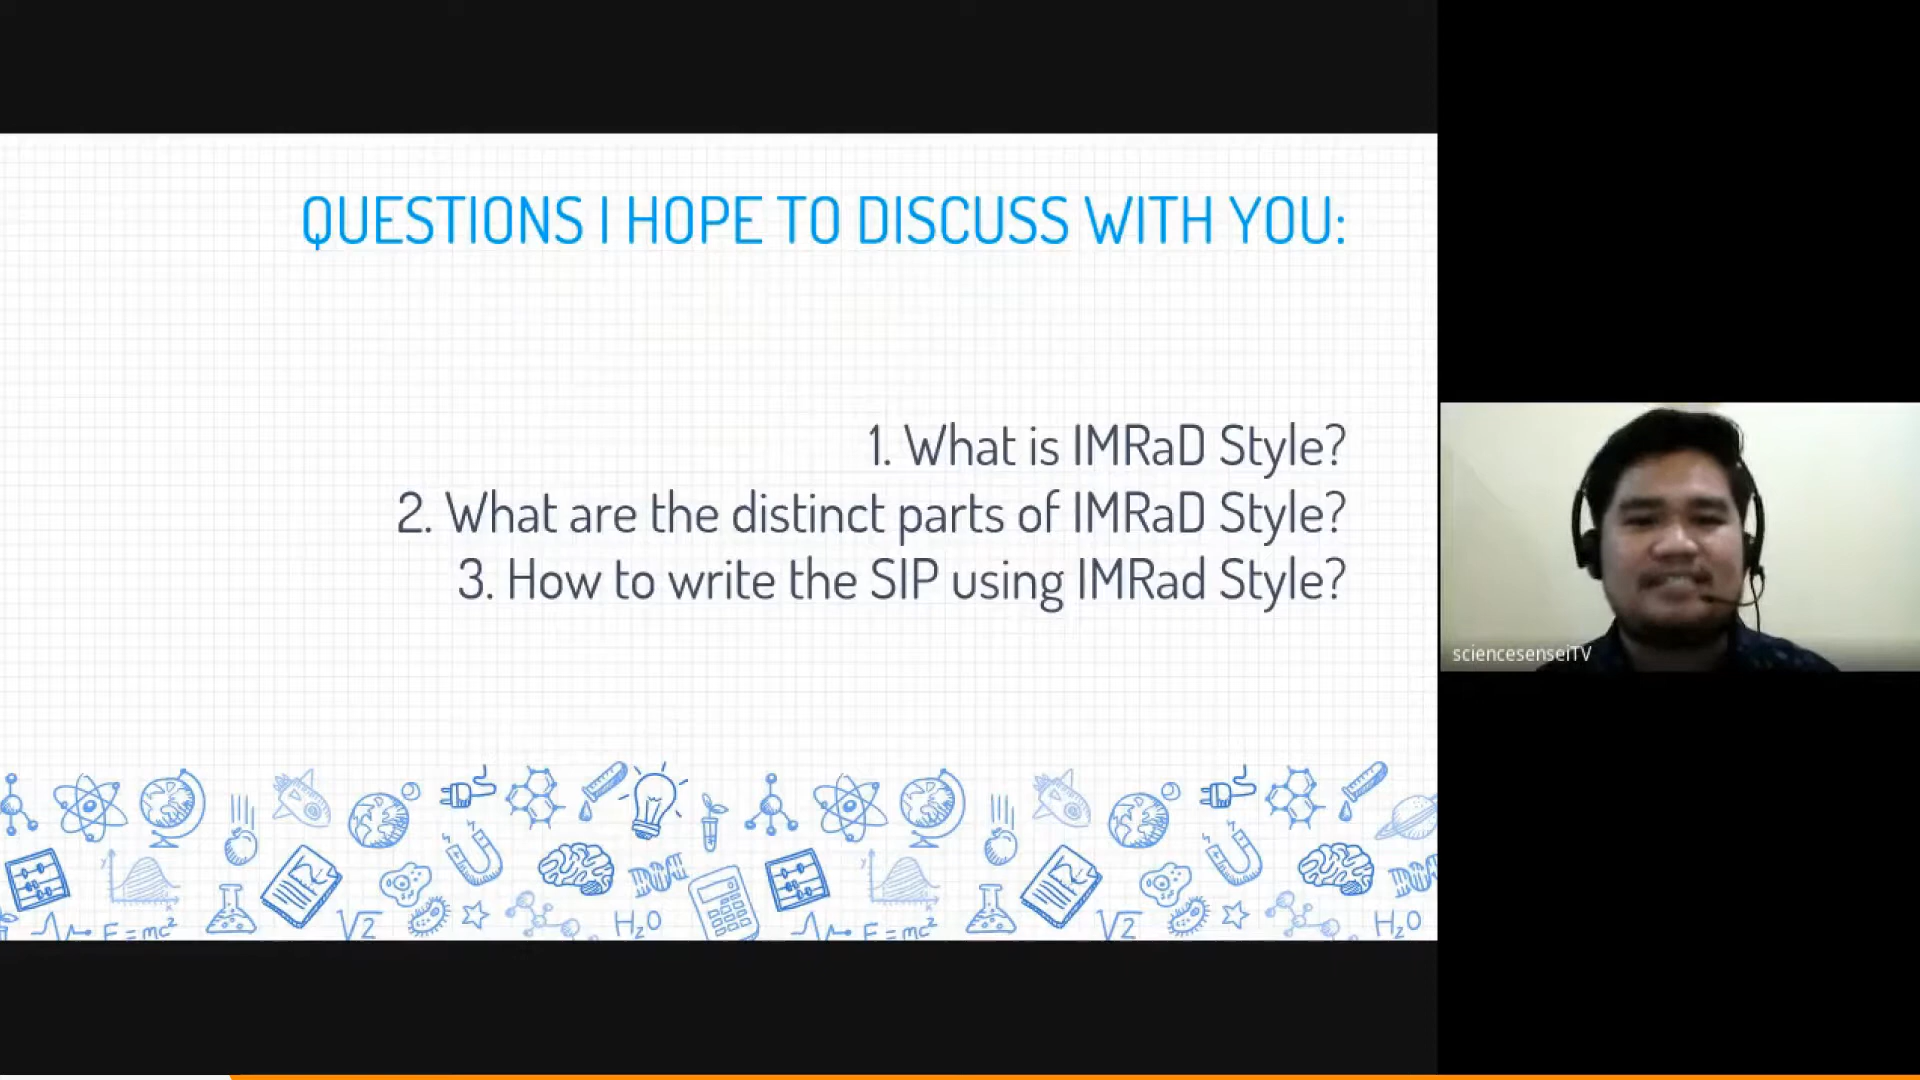 QUESTIONS I HOPE TO DISCUSS WITH YOU:
1. What is IMRaD Style?
2. What are the distinct parts of IMRaD Style?
3. How to write the SIP using IMRad Style?
sciencesenseiTV
E=mc²
√2
H₂O
E=mc²
√2
H₂O